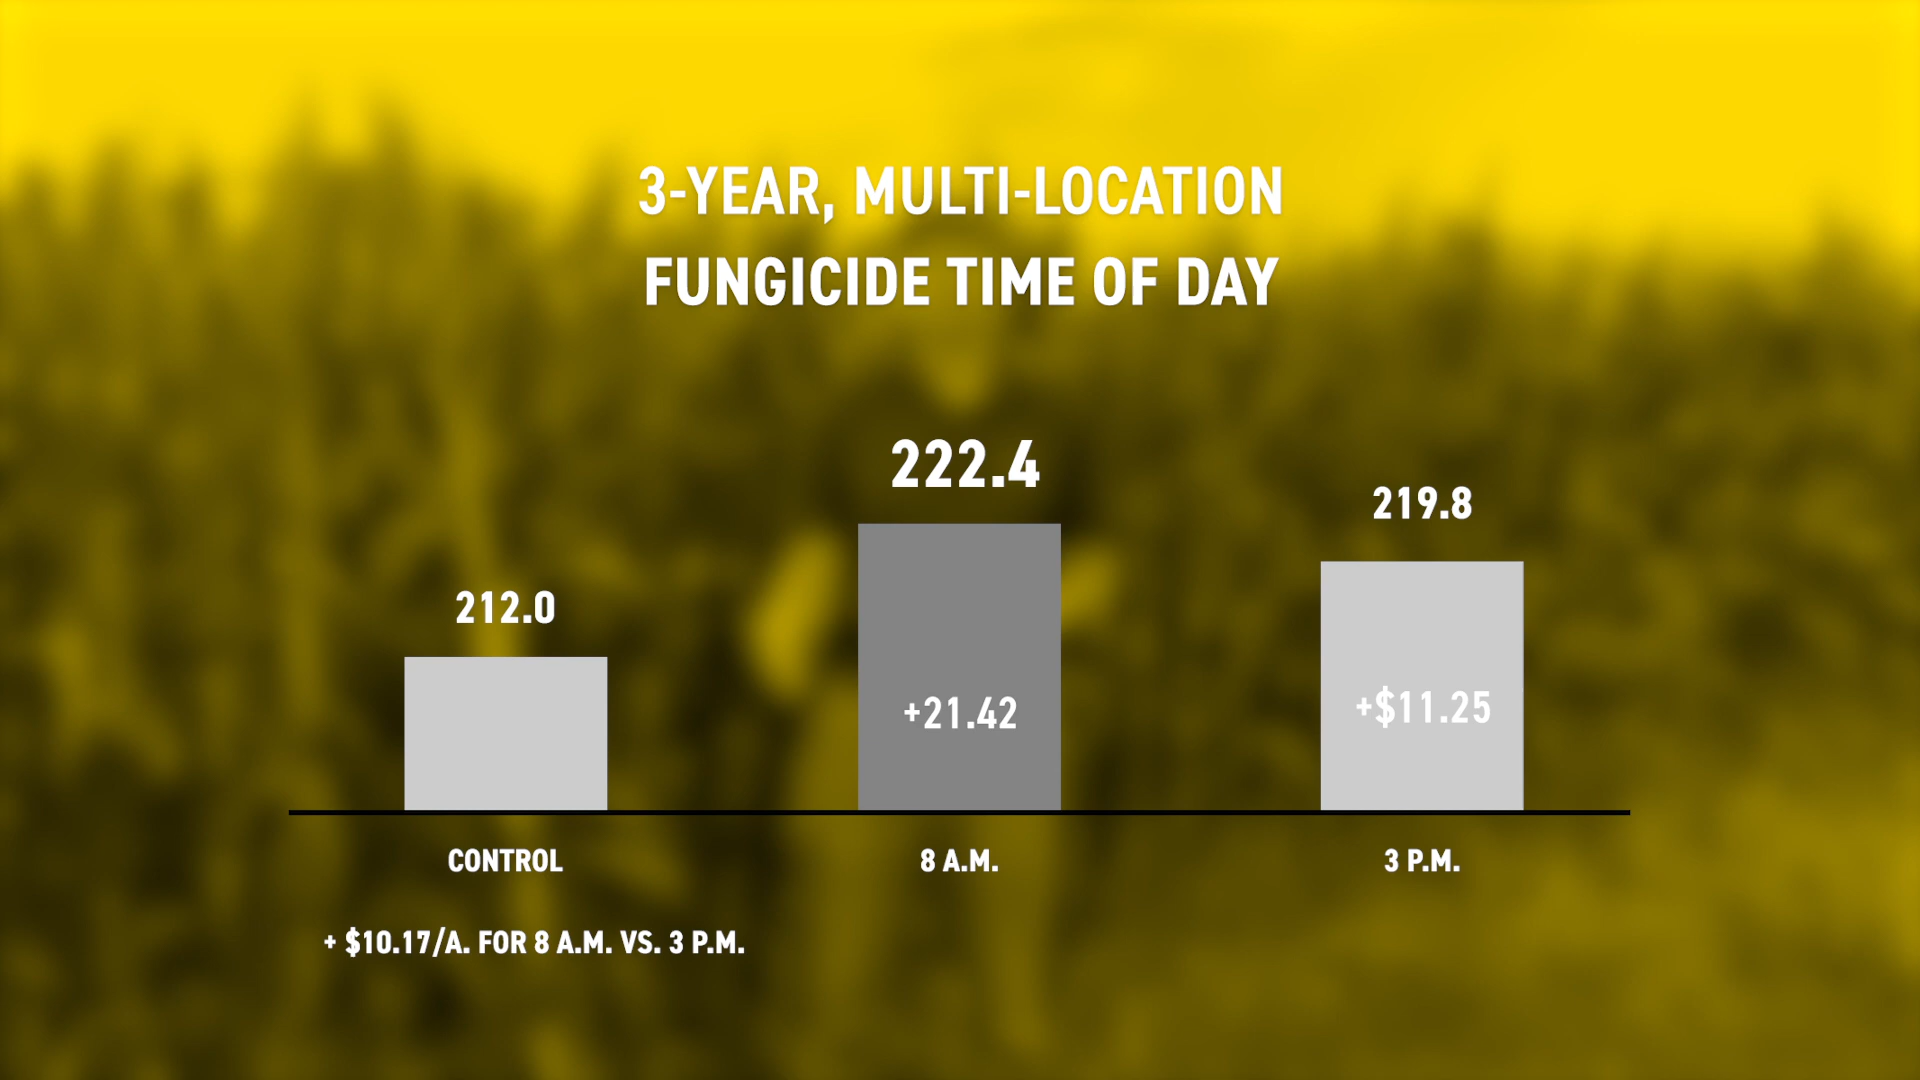 3-YEAR, MULTI-LOCATION
FUNGICIDE TIME OF DAY
222.4
219.8
212.0
+21.42
+$11.25
CONTROL
8 A.M.
3 P.M.
+ $10.17/A. FOR 8 A.M. VS. 3 P.M.